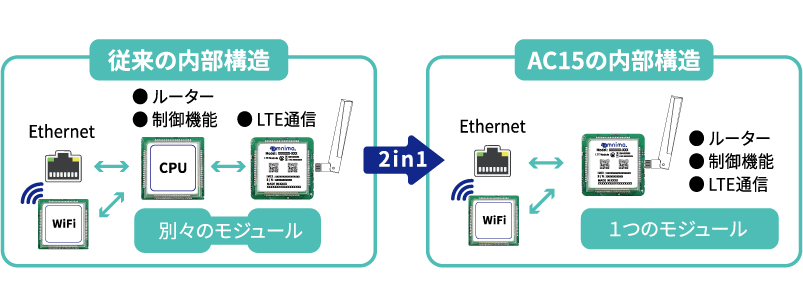 従来の内部構造
● ルーター
● 制御機能
● LTE通信
Ethernet
CPU
WiFi
omnima
別々のモジュール
2in1
AC15の内部構造
Ethernet
WiFi
omnima
● ルーター
● 制御機能
● LTE通信
1つのモジュール